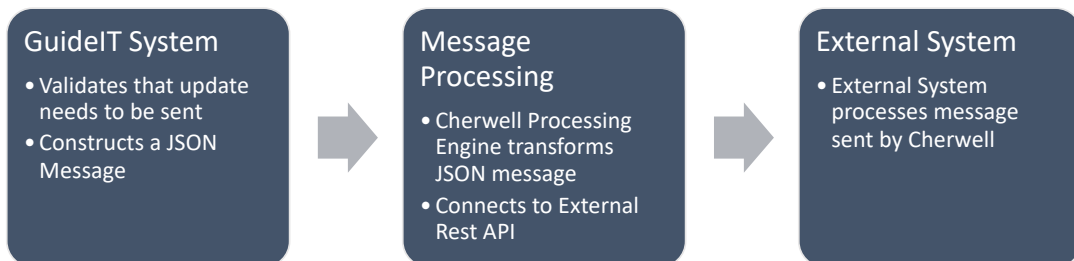 GuideIT System
• Validates that update
needs to be sent
• Constructs a JSON
Message
Message
Processing
• Cherwell Processing
Engine transforms
JSON message
• Connects to External
Rest API
External System
• External System
processes message
sent by Cherwell